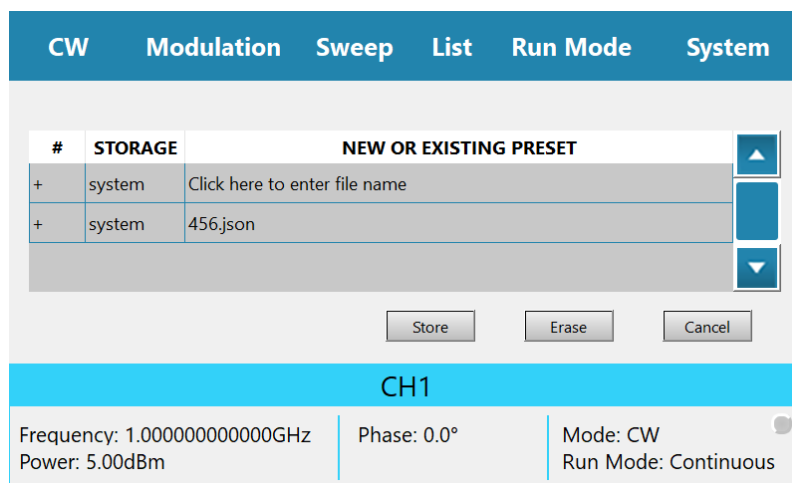 CW Modulation Sweep List Run Mode System
# STORAGE NEW OR EXISTING PRESET
+ system Click here to enter file name
+ system 456.json
Store Erase Cancel
CH1
Frequency: 1.000000000000GHz Phase: 0.0° Mode: CW
Power: 5.00dBm Run Mode: Continuous